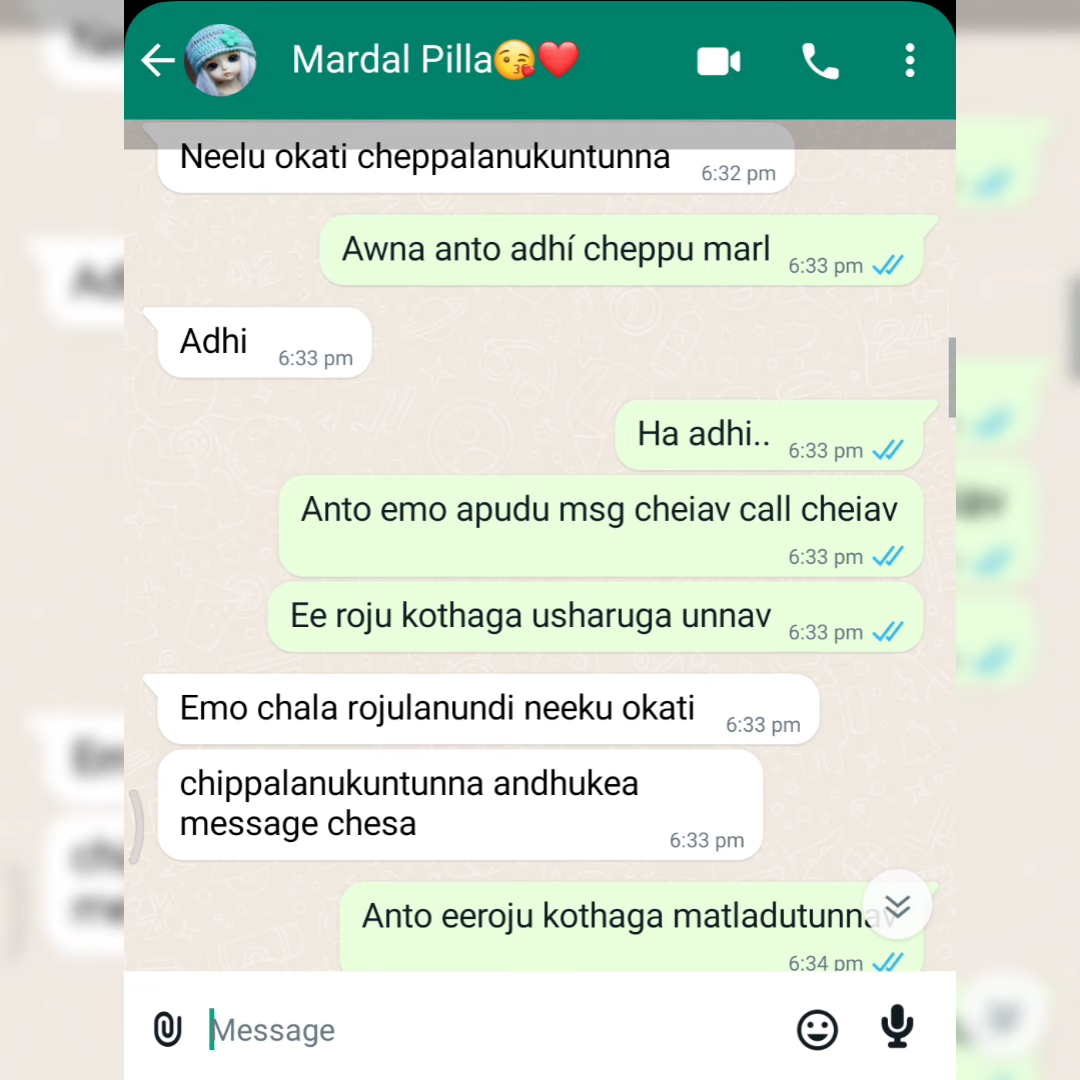 Mardal Pilla😘❤️
Neelu okati cheppalanukuntunna
6:32 pm
Awna anto adhí cheppu marl
6:33 pm
Adhi
6:33 pm
Ha adhi..
6:33 pm
Anto emo apudu msg cheiav call cheiav
6:33 pm
Ee roju kothaga usharuga unnav
6:33 pm
Emo chala rojulanundi neeku okati
6:33 pm
chippalanukuntunna andhukea
message chesa
6:33 pm
Anto eeroju kothaga matladutunnav
6:34 pm
Message